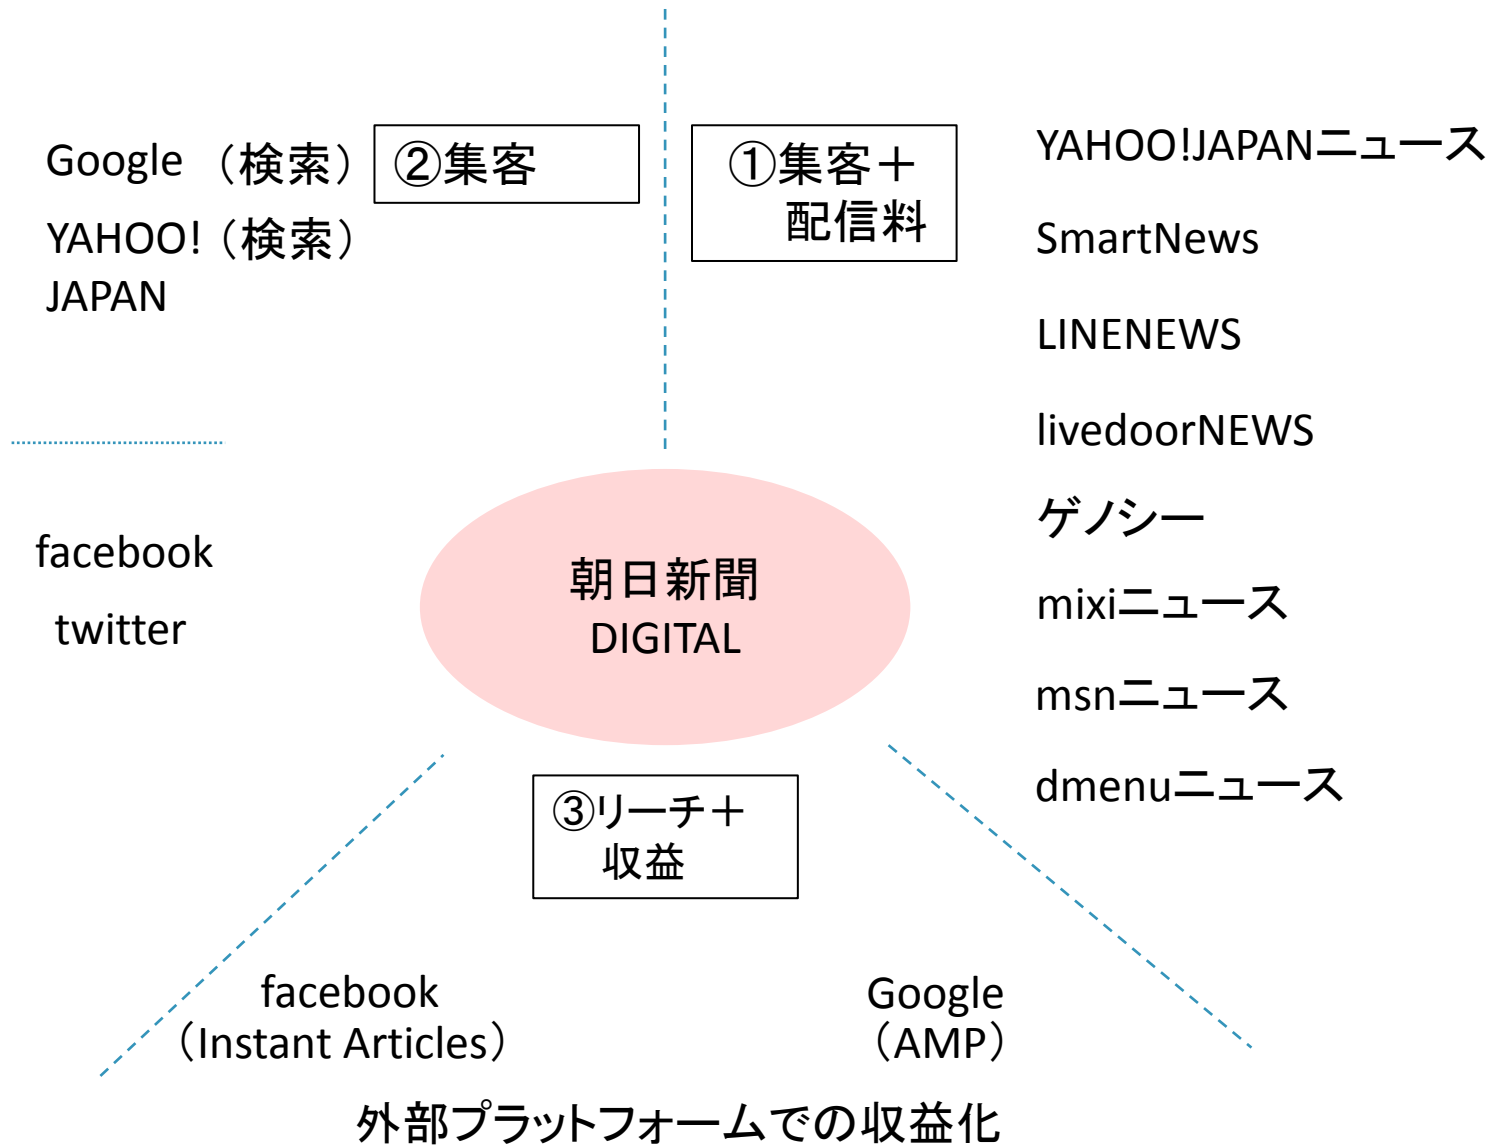 Google （検索）
YAHOO!（検索）
JAPAN
②集客
①集客＋
配信料
YAHOO!JAPANニュース
SmartNews
LINENEWS
livedoorNEWS
ゲノシー
mixiニュース
msnニュース
dmenuニュース
facebook
twitter
朝日新聞
DIGITAL
③リーチ＋
収益
facebook
（Instant Articles）
Google
（AMP）
外部プラットフォームでの収益化